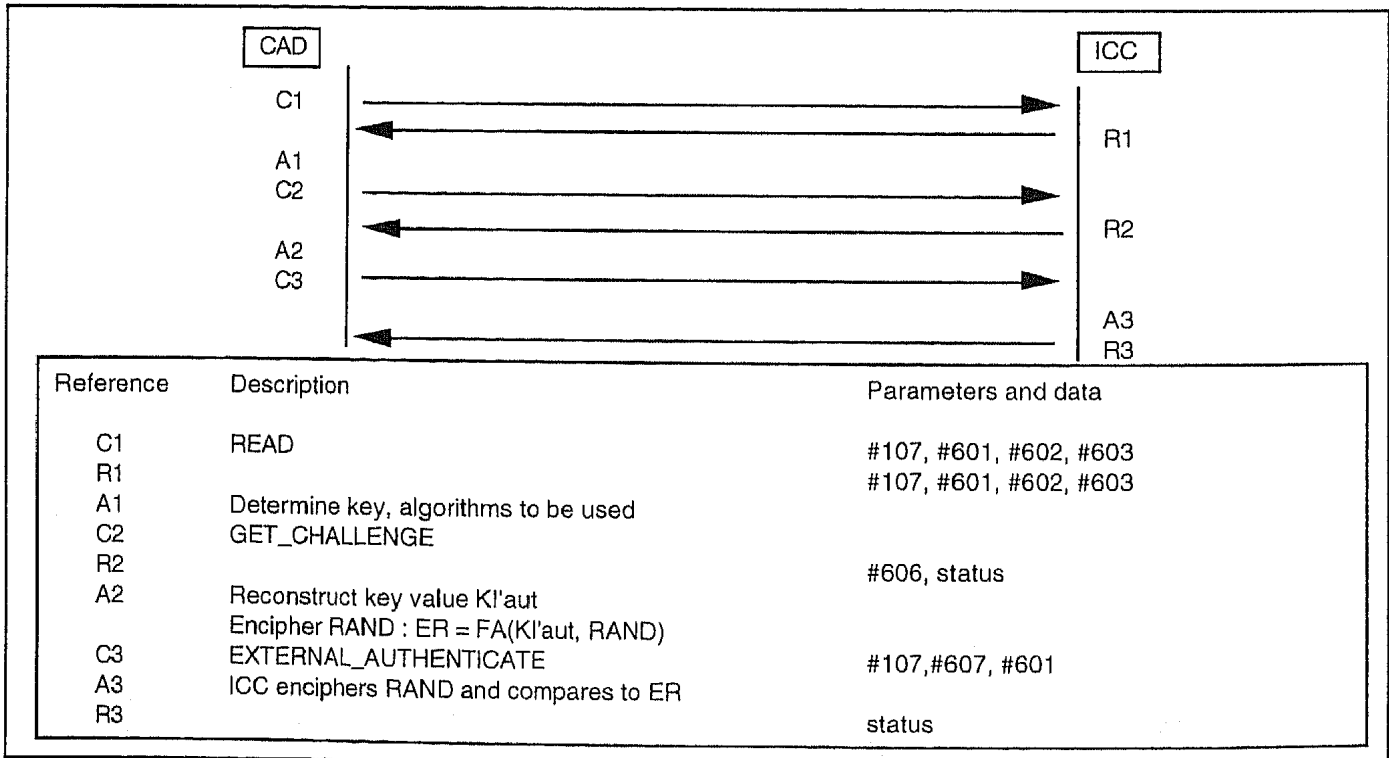 CAD ICC
C1
R1
A1
C2
R2
A2
C3
A3
R3
Reference Description Parameters and data
C1 READ #107, #601, #602, #603
R1 #107, #601, #602, #603
A1 Determine key, algorithms to be used
C2 GET_CHALLENGE
R2 #606, status
A2 Reconstruct key value KI'aut
Encipher RAND : ER = FA(KI'aut, RAND)
C3 EXTERNAL_AUTHENTICATE #107,#607, #601
A3 ICC enciphers RAND and compares to ER
R3 status